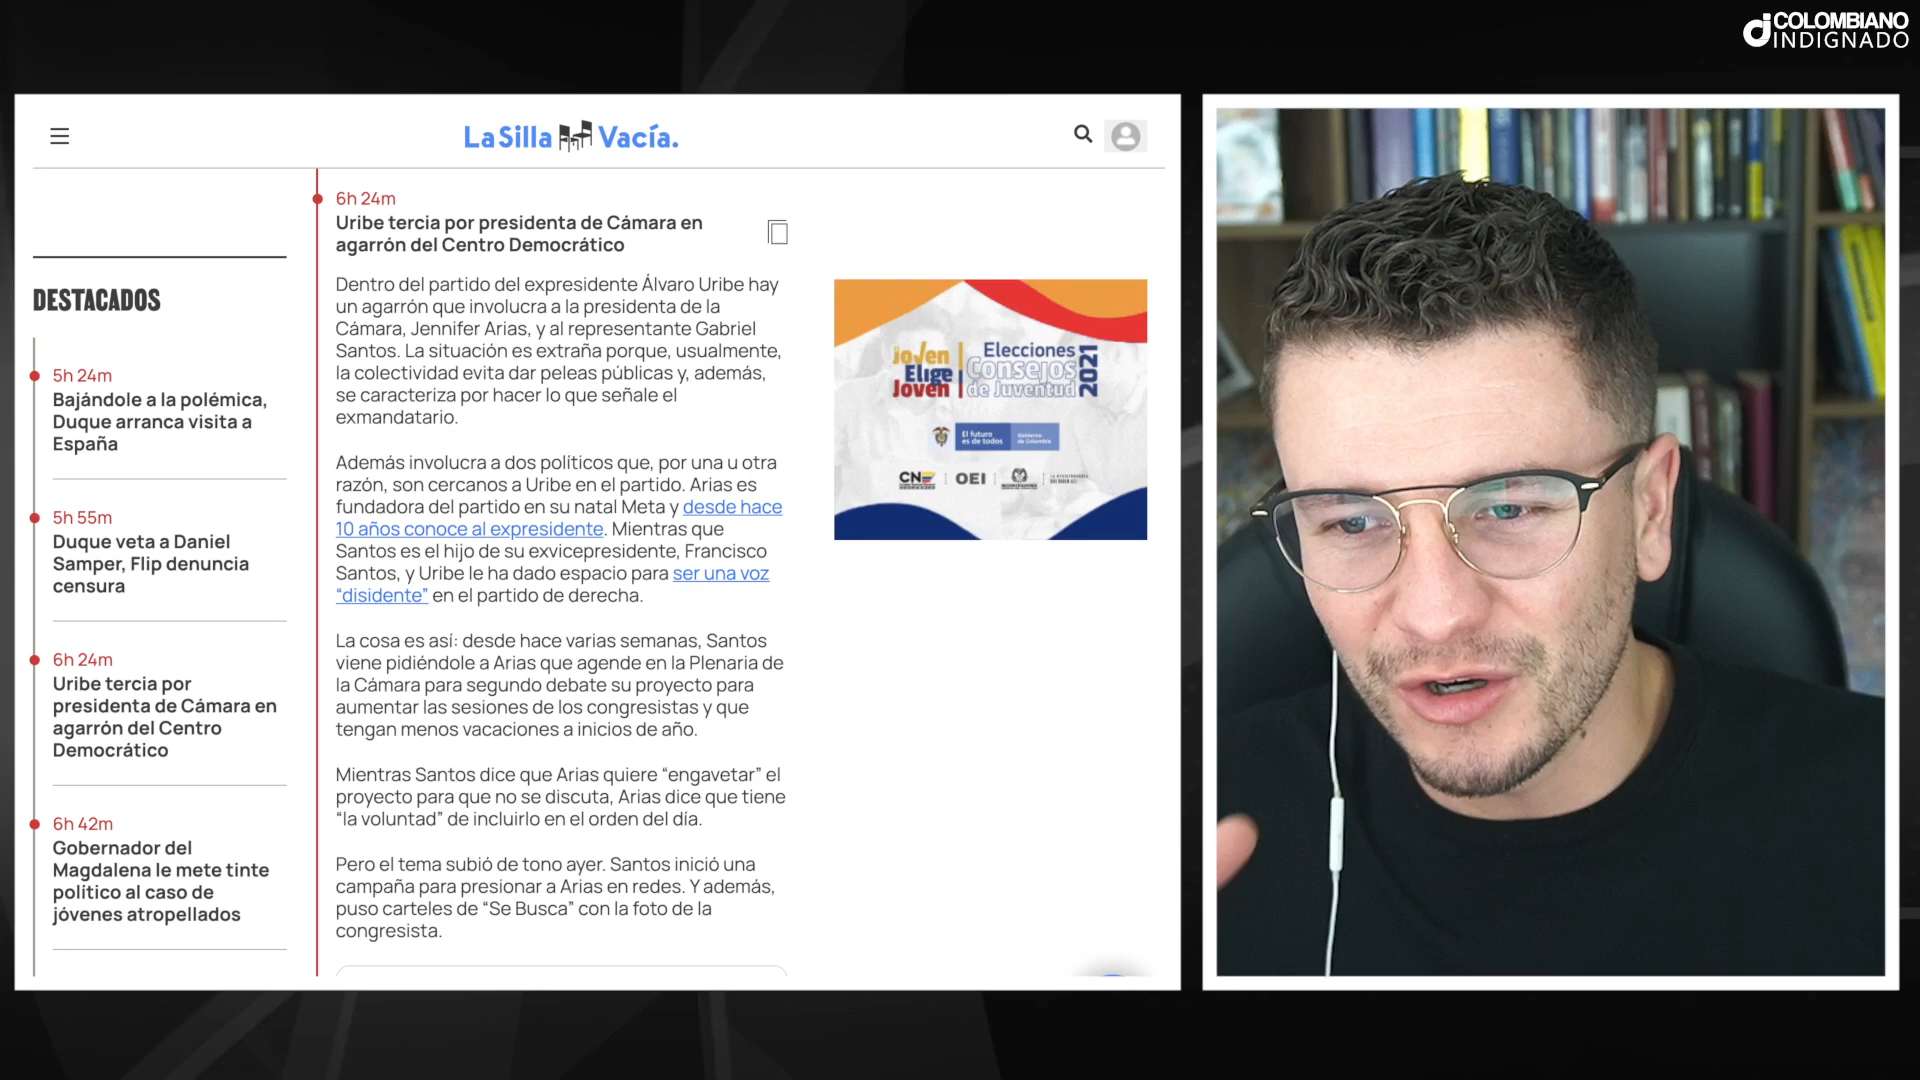 COLOMBIANO
INDIGNADO
La Silla Vacía.
DESTACADOS
5h 24m
Bajándole a la polémica,
Duque arranca visita a
España
5h 55m
Duque veta a Daniel
Samper, Flip denuncia
censura
6h 24m
Uribe tercia por
presidenta de Cámara en
agarrón del Centro
Democrático
6h 42m
Gobernador del
Magdalena le mete tinte
político al caso de
jóvenes atropellados
6h 24m
Uribe tercia por presidenta de Cámara en
agarrón del Centro Democrático
Dentro del partido del expresidente Álvaro Uribe hay
un agarrón que involucra a la presidenta de la
Cámara, Jennifer Arias, y al representante Gabriel
Santos. La situación es extraña porque, usualmente,
la colectividad evita dar peleas públicas y, además,
se caracteriza por hacer lo que señale el
exmandatario.
Además involucra a dos políticos que, por una u otra
razón, son cercanos a Uribe en el partido. Arias es
fundadora del partido en su natal Meta y desde hace
10 años conoce al expresidente. Mientras que
Santos es el hijo de su exvicepresidente, Francisco
Santos, y Uribe le ha dado espacio para ser una voz
“disidente” en el partido de derecha.
La cosa es así: desde hace varias semanas, Santos
viene pidiéndole a Arias que agende en la Plenaria de
la Cámara para segundo debate su proyecto para
aumentar las sesiones de los congresistas y que
tengan menos vacaciones a inicios de año.
Mientras Santos dice que Arias quiere “engavetar” el
proyecto para que no se discuta, Arias dice que tiene
“la voluntad” de incluirlo en el orden del día.
Pero el tema subió de tono ayer. Santos inició una
campaña para presionar a Arias en redes. Y además,
puso carteles de “Se Busca” con la foto de la
congresista.
Joven
Elige
Joven
Elecciones
Consejos
de Juventud
2021
El futuro
es de todos
Gobierno
de Colombia
CNE
OEI